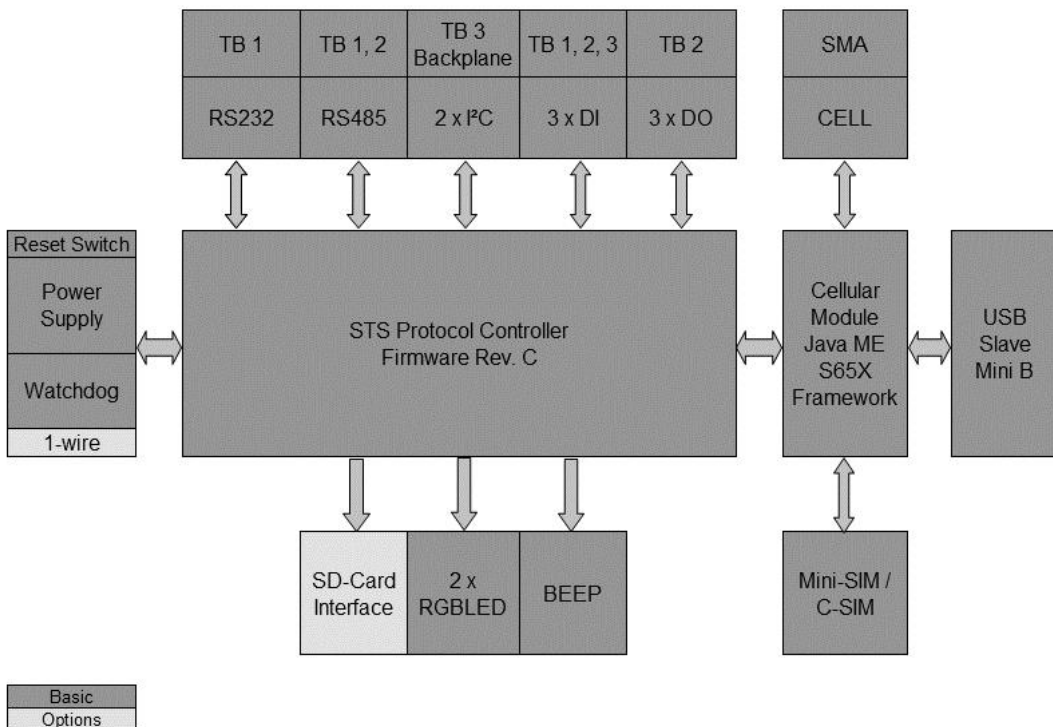 TB 1
TB 1, 2
TB 3
Backplane
TB 1, 2, 3
TB 2
SMA
RS232
RS485
2 x I²C
3 x DI
3 x DO
CELL
Reset Switch
Power
Supply
Watchdog
1-wire
STS Protocol Controller
Firmware Rev. C
Cellular
Module
Java ME
S65X
Framework
USB
Slave
Mini B
SD-Card
Interface
2 x
RGBLED
BEEP
Mini-SIM /
C-SIM
Basic
Options